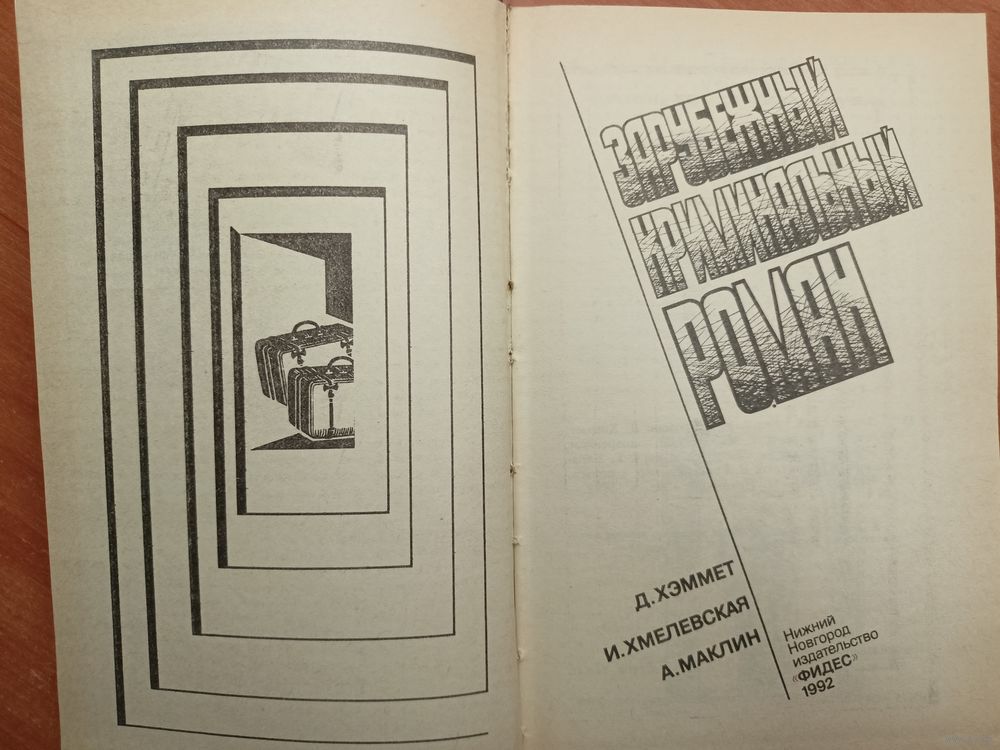 ЗАРУБЕЖНЫЙ
КРИМИНАЛЬНЫЙ
РОМАН
Д. ХЭММЕТ
И. ХМЕЛЕВСКАЯ
А. МАКЛИН
Нижний
Новгород
издательство
«ФИДЕС»
1992